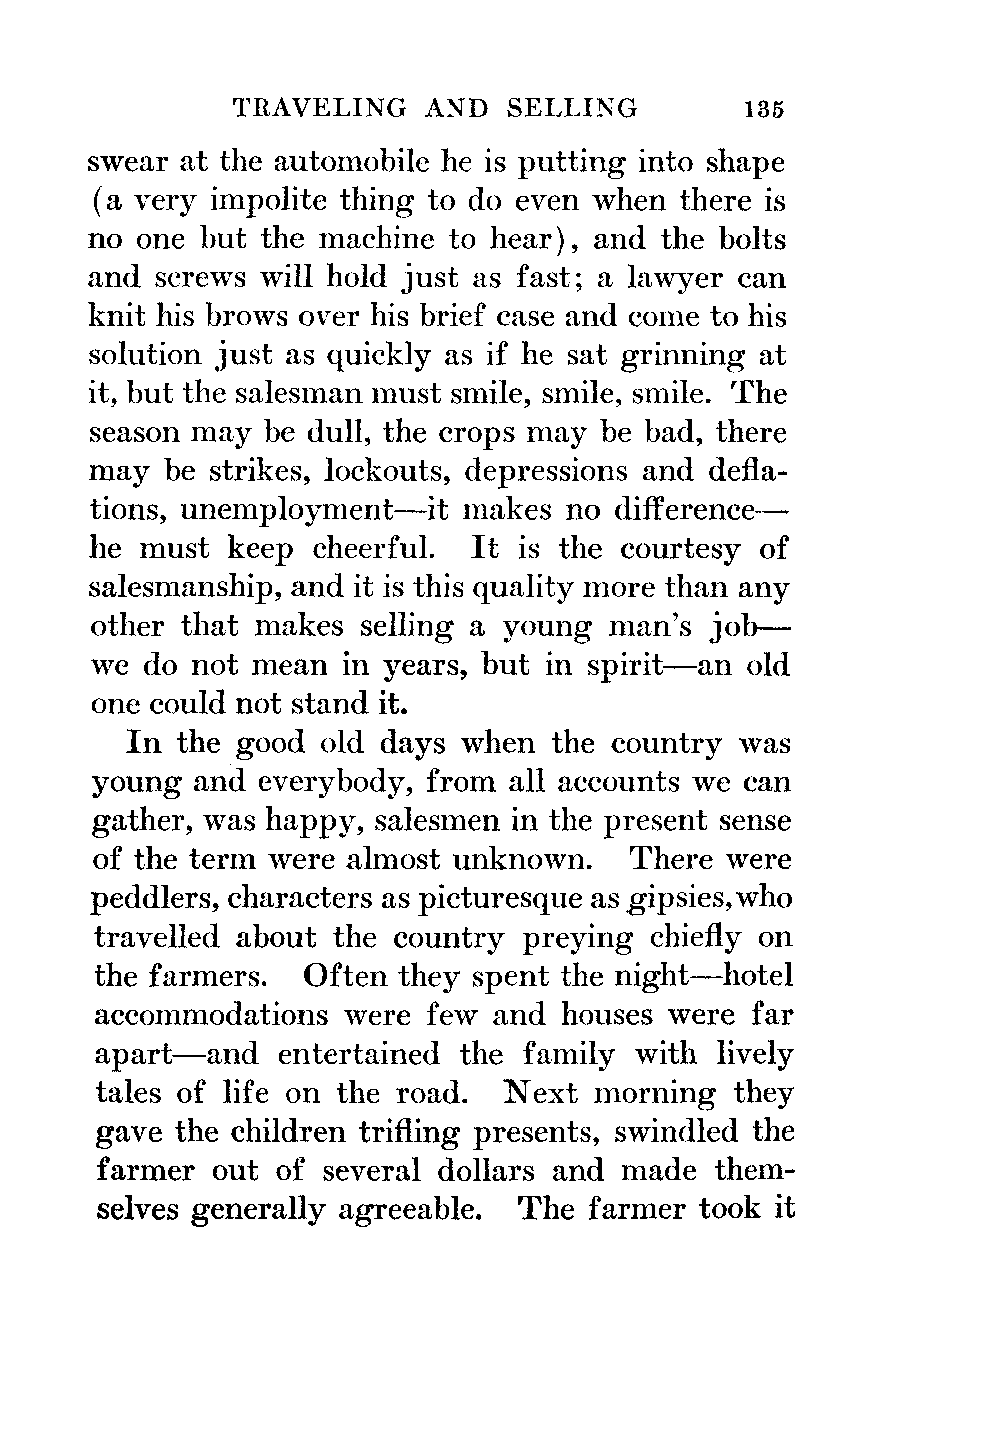 TRAVELING AND SELLING 135
swear at the automobile he is putting into shape
(a very impolite thing to do even when there is
no one but the machine to hear), and the bolts
and screws will hold just as fast; a lawyer can
knit his brows over his brief case and come to his
solution just as quickly as if he sat grinning at
it, but the salesman must smile, smile, smile. The
season may be dull, the crops may be bad, there
may be strikes, lockouts, depressions and defla-
tions, unemployment—it makes no difference—
he must keep cheerful. It is the courtesy of
salesmanship, and it is this quality more than any
other that makes selling a young man's job—
we do not mean in years, but in spirit—an old
one could not stand it.
In the good old days when the country was
young and everybody, from all accounts we can
gather, was happy, salesmen in the present sense
of the term were almost unknown. There were
peddlers, characters as picturesque as gipsies, who
travelled about the country preying chiefly on
the farmers. Often they spent the night—hotel
accommodations were few and houses were far
apart—and entertained the family with lively
tales of life on the road. Next morning they
gave the children trifling presents, swindled the
farmer out of several dollars and made them-
selves generally agreeable. The farmer took it